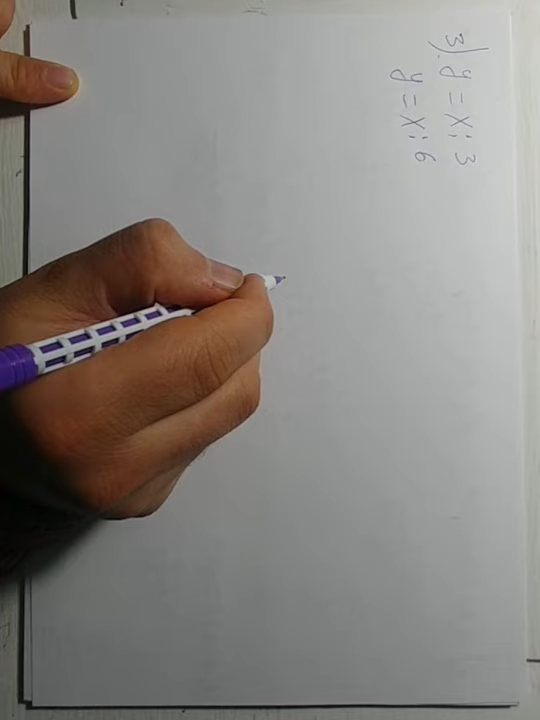 3). y = x : 3
y = x : 6